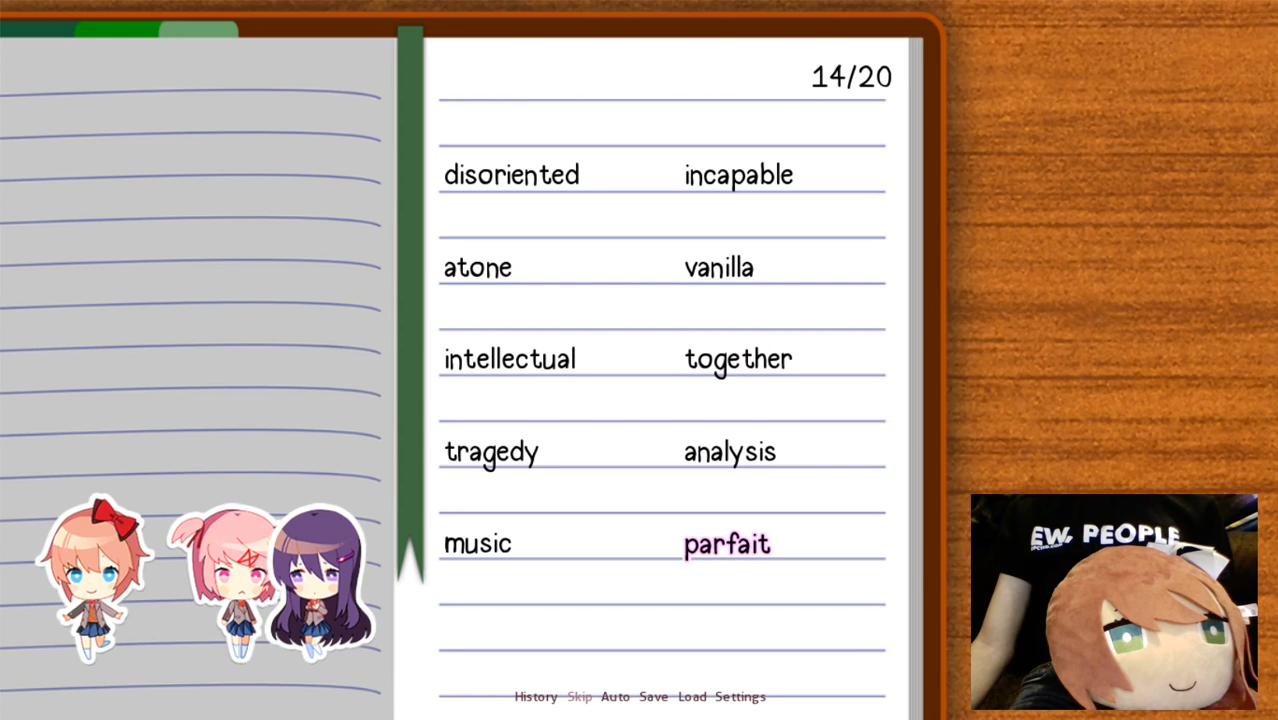 14/20
disoriented incapable
atone vanilla
intellectual together
tragedy analysis
music parfait
EW, PEOPLE
History Skip Auto Save Load Settings